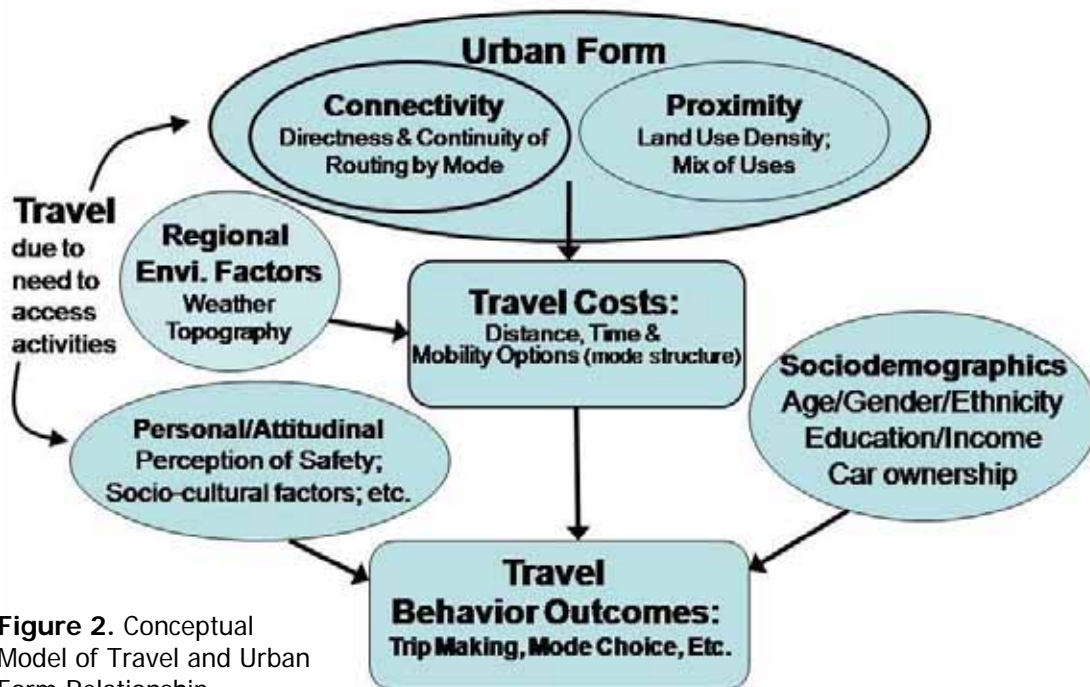 Urban Form
Connectivity
Directness & Continuity of
Routing by Mode
Proximity
Land Use Density;
Mix of Uses
Travel
due to
need to
access
activities
Regional
Envi. Factors
Weather
Topography
Travel Costs:
Distance, Time &
Mobility Options (mode structure)
Sociodemographics
Age/Gender/Ethnicity
Education/Income
Car ownership
Personal/Attitudinal
Perception of Safety;
Socio-cultural factors; etc.
Travel
Behavior Outcomes:
Trip Making, Mode Choice, Etc.
Figure 2. Conceptual
Model of Travel and Urban
Form Relationship